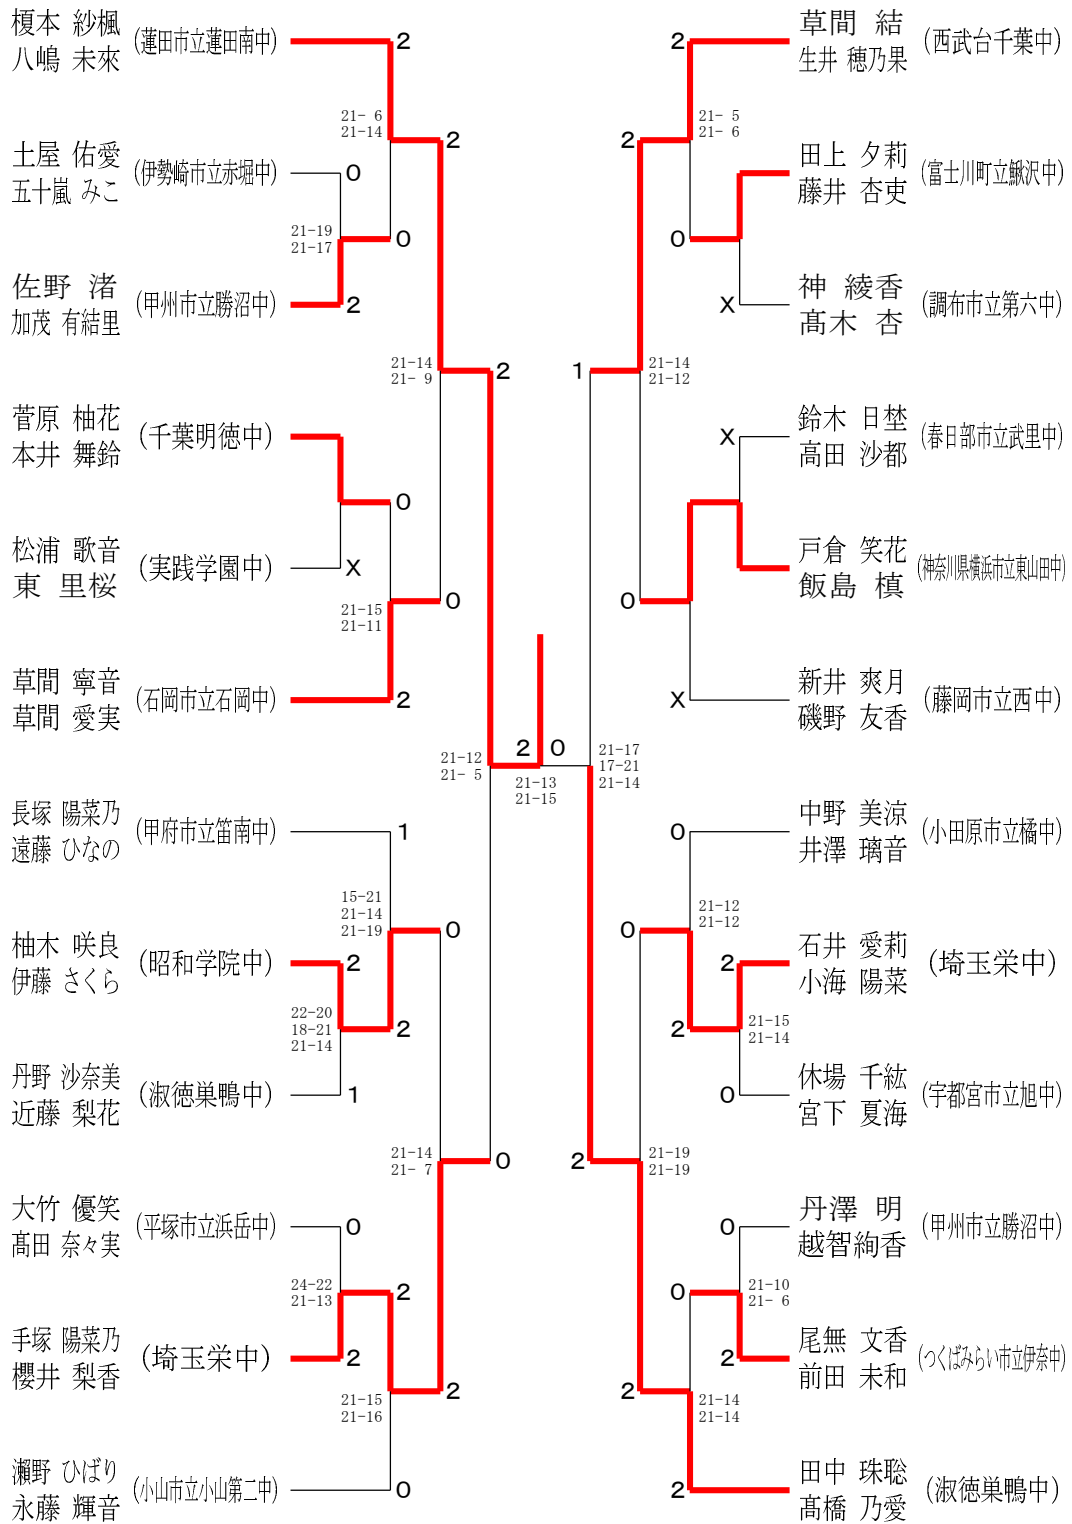 榎本 紗楓
八嶋 未來
(蓮田市立蓮田南中)
2
21- 6
21-14
2
土屋 佑愛
五十嵐 みこ
(伊勢崎市立赤堀中)
0
21-19
21-17
0
佐野 渚
加茂 有結里
(甲州市立勝沼中)
2
21-14
21- 9
2
菅原 柚花
本井 舞鈴
(千葉明徳中)
0
松浦 歌音
東 里桜
(実践学園中)
X
21-15
21-11
0
草間 寧音
草間 愛実
(石岡市立石岡中)
2
21-12
21- 5
2
0
21-13
21-15
長塚 陽菜乃
遠藤 ひなの
(甲府市立笛南中)
1
15-21
21-14
21-19
0
柚木 咲良
伊藤 さくら
(昭和学院中)
2
22-20
18-21
21-14
2
丹野 沙奈美
近藤 梨花
(淑徳巣鴨中)
1
21-14
21- 7
0
大竹 優笑
髙田 奈々実
(平塚市立浜岳中)
0
24-22
21-13
2
手塚 陽菜乃
櫻井 梨香
(埼玉栄中)
2
21-15
21-16
2
瀬野 ひばり
永藤 輝音
(小山市立小山第二中)
0
2
草間 結
生井 穂乃果
(西武台千葉中)
21- 5
21- 6
2
田上 夕莉
藤井 杏吏
(富士川町立鰍沢中)
0
神 綾香
髙木 杏
(調布市立第六中)
X
1
21-14
21-12
鈴木 日埜
高田 沙都
(春日部市立武里中)
X
戸倉 笑花
飯島 槙
(神奈川県横浜市立東山田中)
0
新井 爽月
磯野 友香
(藤岡市立西中)
X
21-17
17-21
21-14
中野 美涼
井澤 璃音
(小田原市立橘中)
0
21-12
21-12
0
石井 愛莉
小海 陽菜
(埼玉栄中)
2
21-15
21-14
2
休場 千紘
宮下 夏海
(宇都宮市立旭中)
0
2
21-19
21-19
丹澤 明
越智絢香
(甲州市立勝沼中)
0
21-10
21- 6
0
尾無 文香
前田 未和
(つくばみらい市立伊奈中)
2
21-14
21-14
2
田中 珠聡
髙橋 乃愛
(淑徳巣鴨中)
2